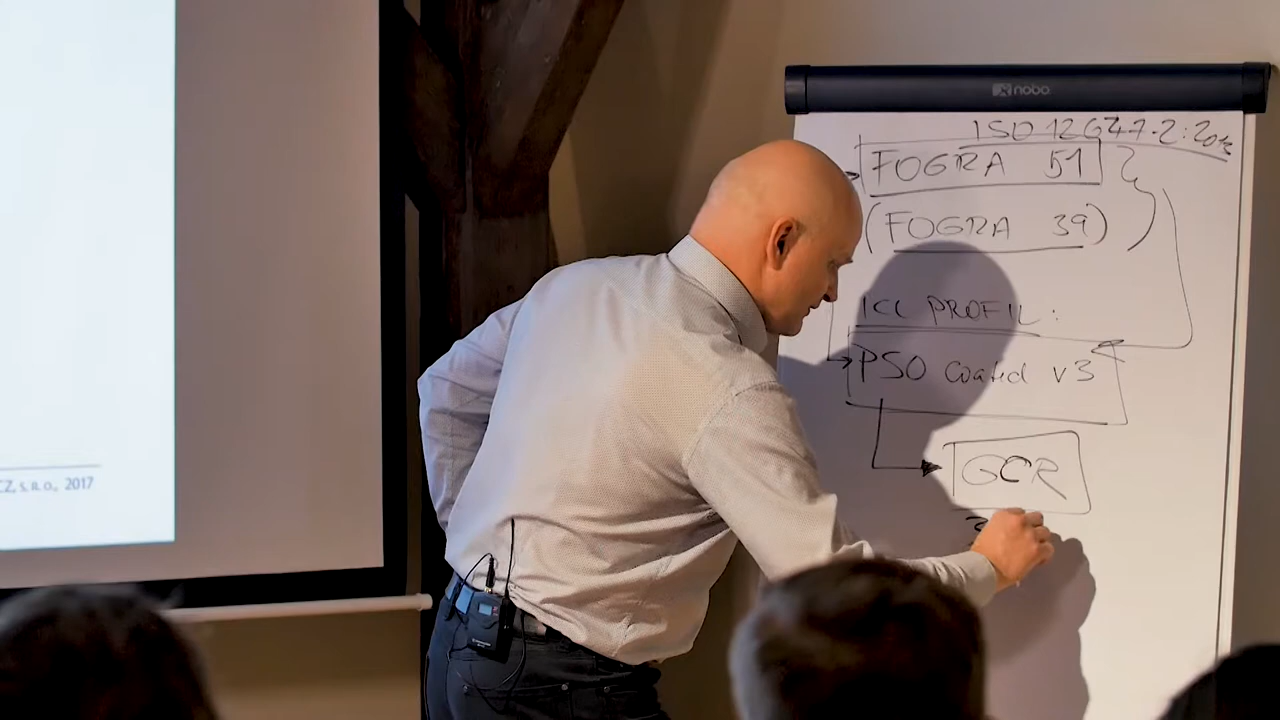 nobo
ISO 12647-2:2013
FOGRA 51
(FOGRA 39)
ICC PROFIL:
PSO coated v3
GCR
CZ, S. R. O., 2017